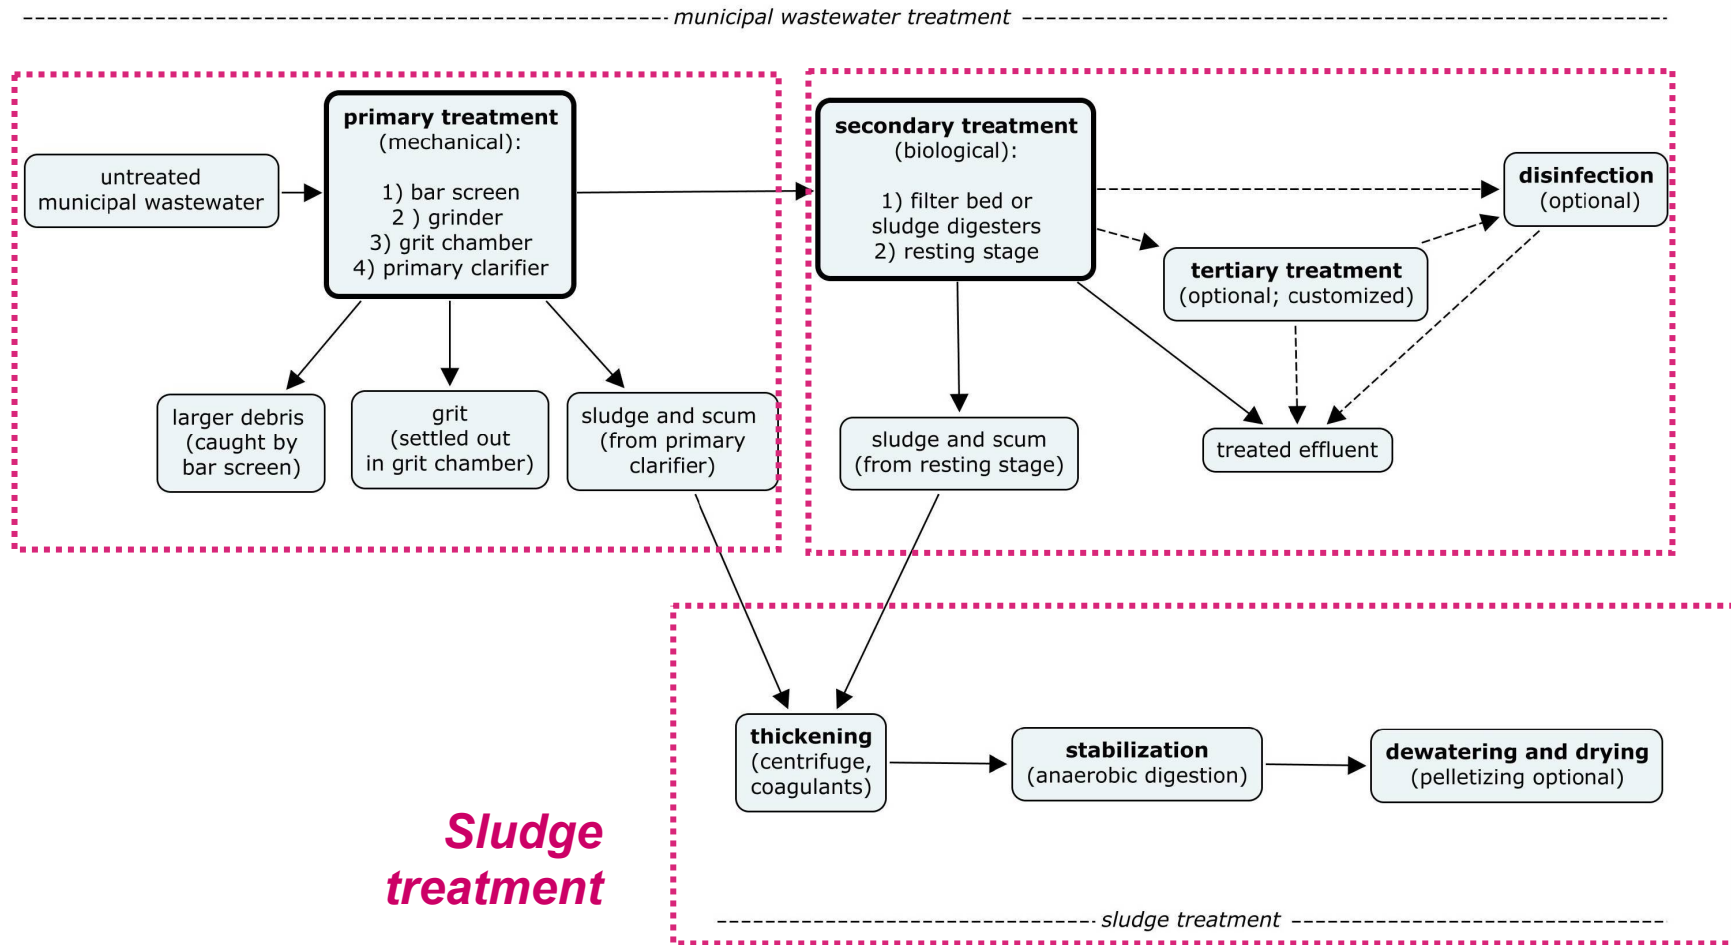 municipal wastewater treatment
untreated
municipal wastewater
primary treatment
(mechanical):
1) bar screen
2 ) grinder
3) grit chamber
4) primary clarifier
larger debris
(caught by
bar screen)
grit
(settled out
in grit chamber)
sludge and scum
(from primary
clarifier)
secondary treatment
(biological):
1) filter bed or
sludge digesters
2) resting stage
disinfection
(optional)
tertiary treatment
(optional; customized)
sludge and scum
(from resting stage)
treated effluent
thickening
(centrifuge,
coagulants)
stabilization
(anaerobic digestion)
dewatering and drying
(pelletizing optional)
Sludge
treatment
sludge treatment